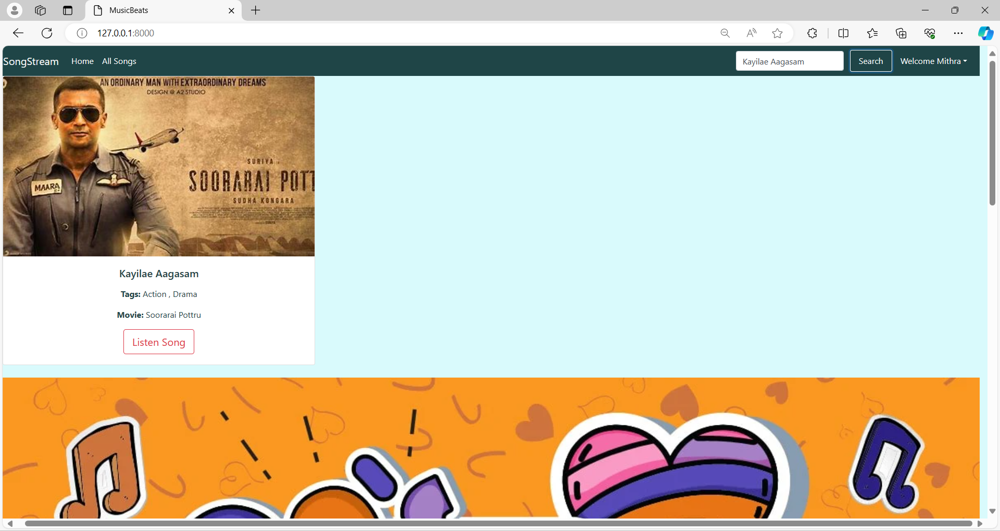 MusicBeats
127.0.0.1:8000
SongStream Home All Songs Kayilae Aagasam Search Welcome Mithra
AN ORDINARY MAN WITH EXTRAORDINARY DREAMS
DESIGN @ A2 STUDIO
MAARA
SURIYA
SOORARAI POTT
SUDHA KONGARA
Kayilae Aagasam
Tags: Action , Drama
Movie: Soorarai Pottru
Listen Song